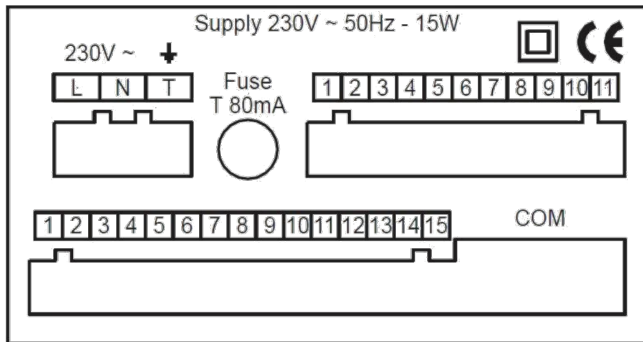 Supply 230V ~ 50Hz - 15W
230V ~
L N T
Fuse
T 80mA
1 2 3 4 5 6 7 8 9 10 11
1 2 3 4 5 6 7 8 9 10 11 12 13 14 15
COM
CE